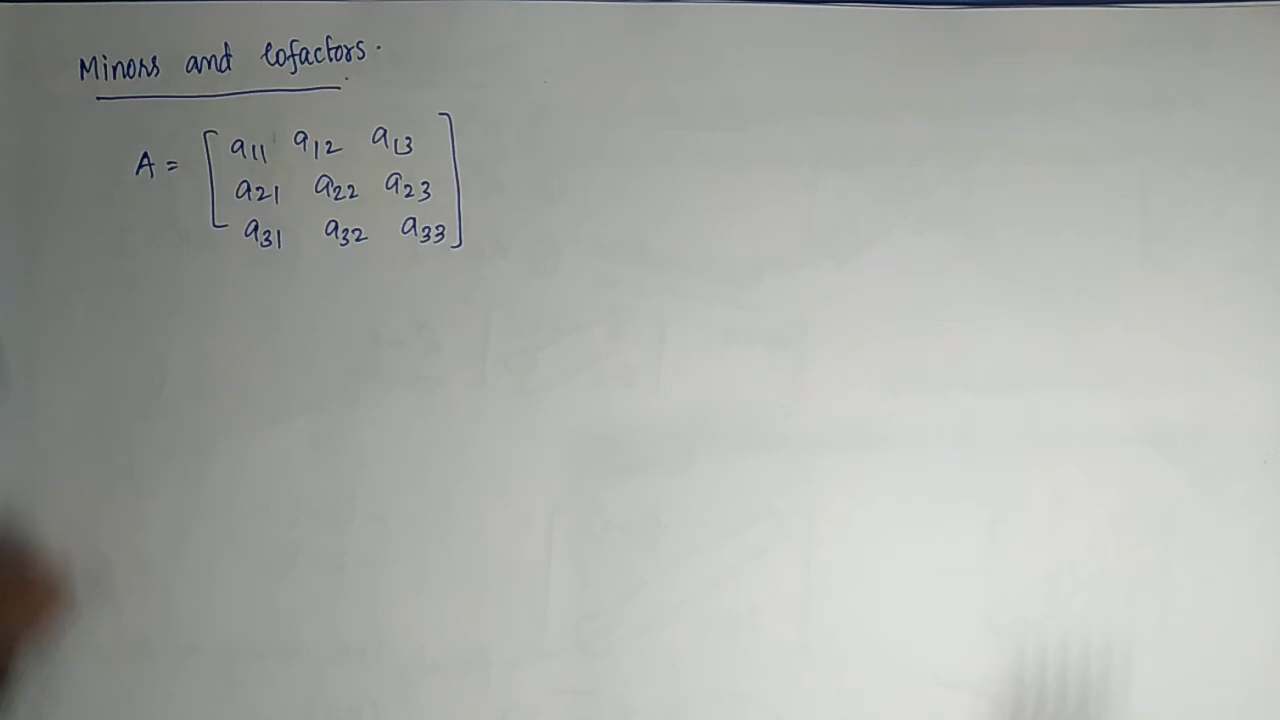 Minors and cofactors.
A = [ a11 a12 a13
a21 a22 a23
a31 a32 a33 ]